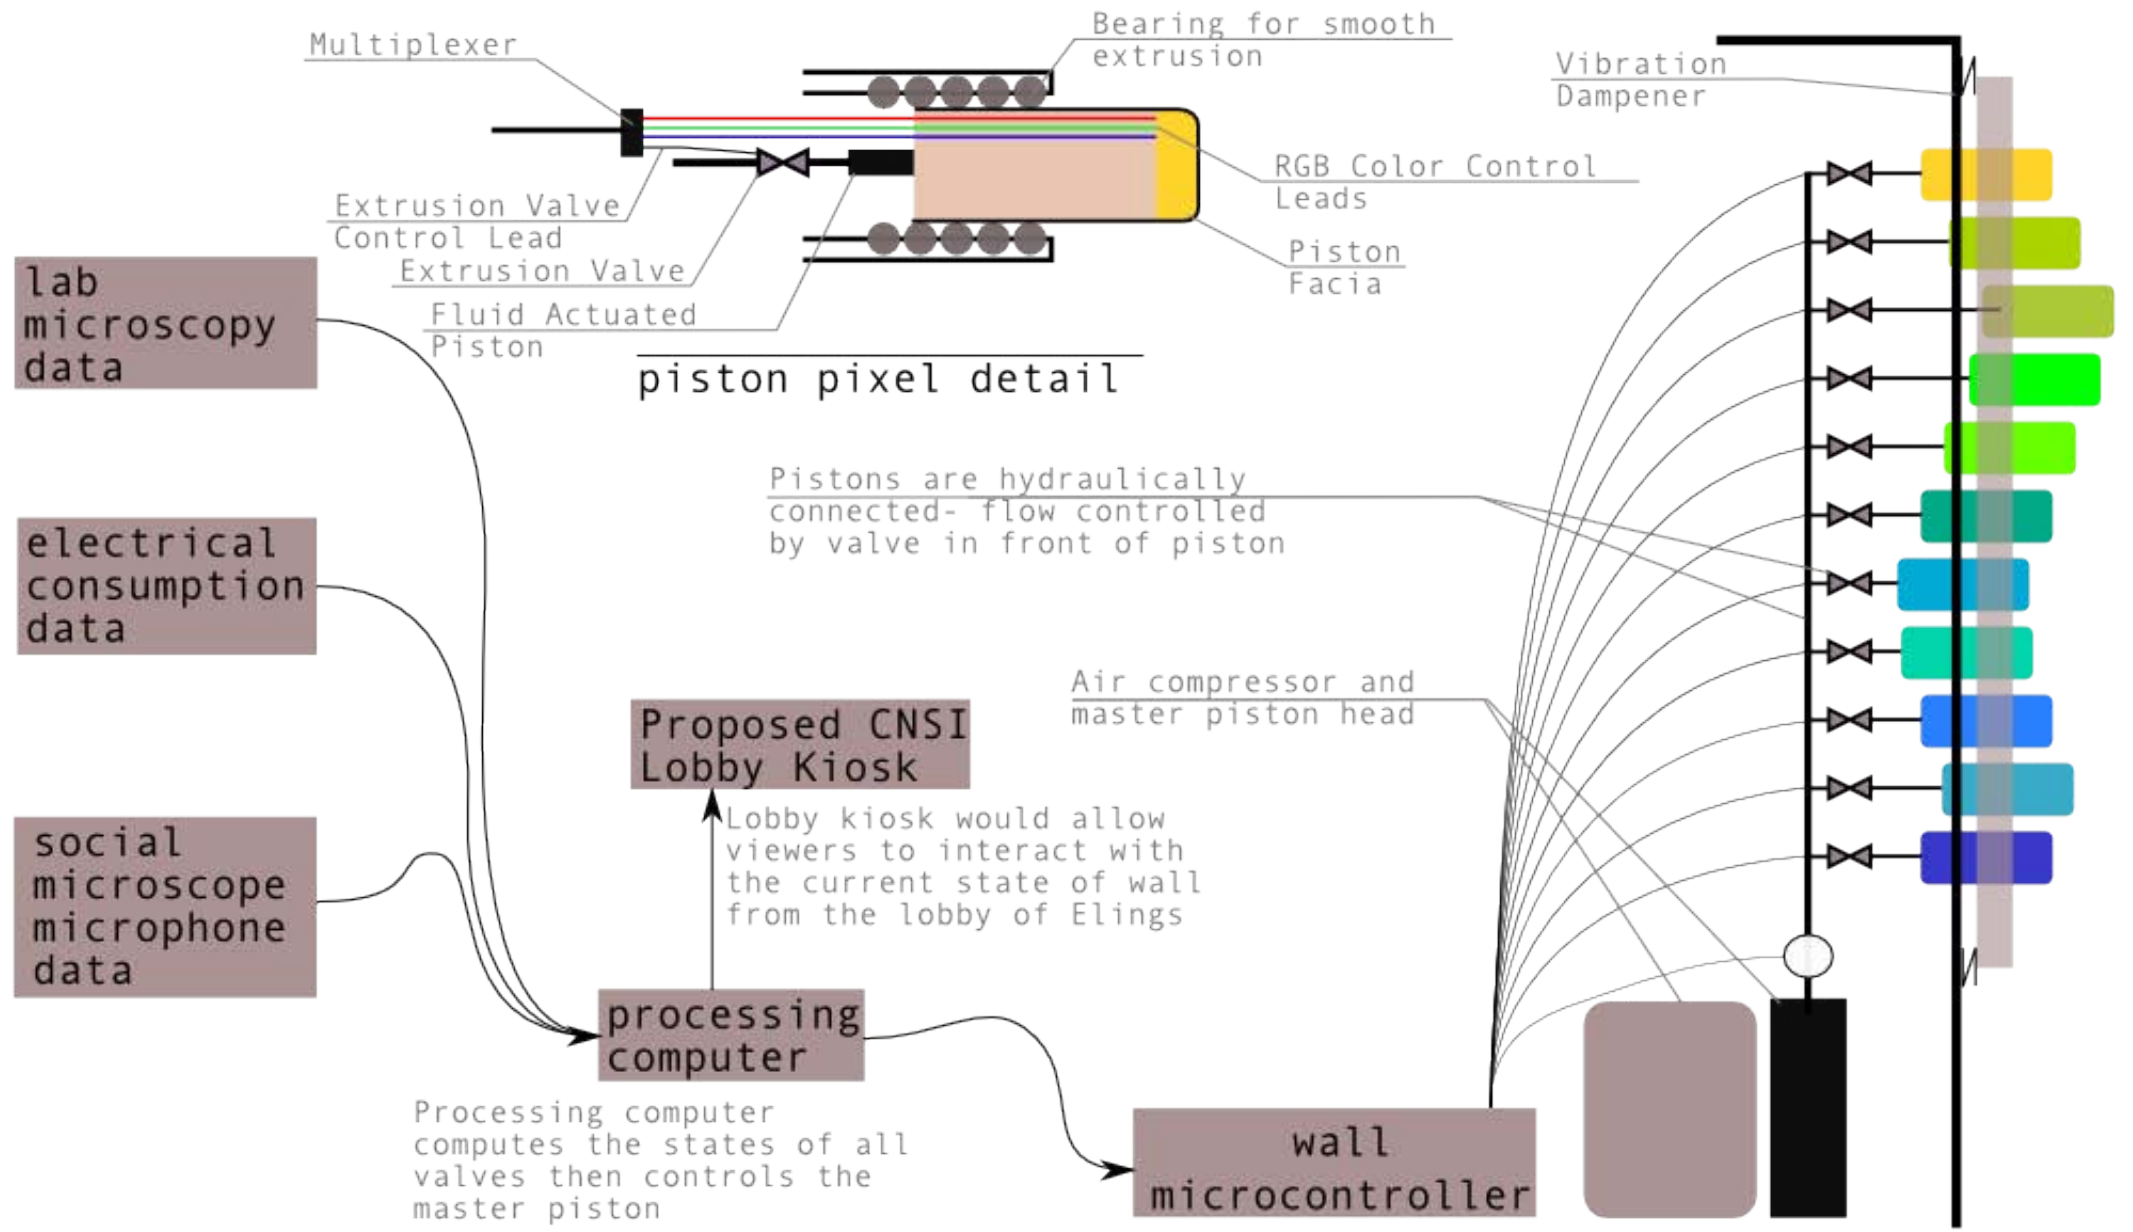 Multiplexer
Bearing for smooth
extrusion
Vibration
Dampener
RGB Color Control
Leads
Extrusion Valve
Control Lead
Piston
Facia
Extrusion Valve
Fluid Actuated
Piston
piston pixel detail
lab
microscopy
data
Pistons are hydraulically
connected- flow controlled
by valve in front of piston
electrical
consumption
data
Air compressor and
master piston head
Proposed CNSI
Lobby Kiosk
Lobby kiosk would allow
viewers to interact with
the current state of wall
from the lobby of Elings
social
microscope
microphone
data
processing
computer
Processing computer
computes the states of all
valves then controls the
master piston
wall
microcontroller